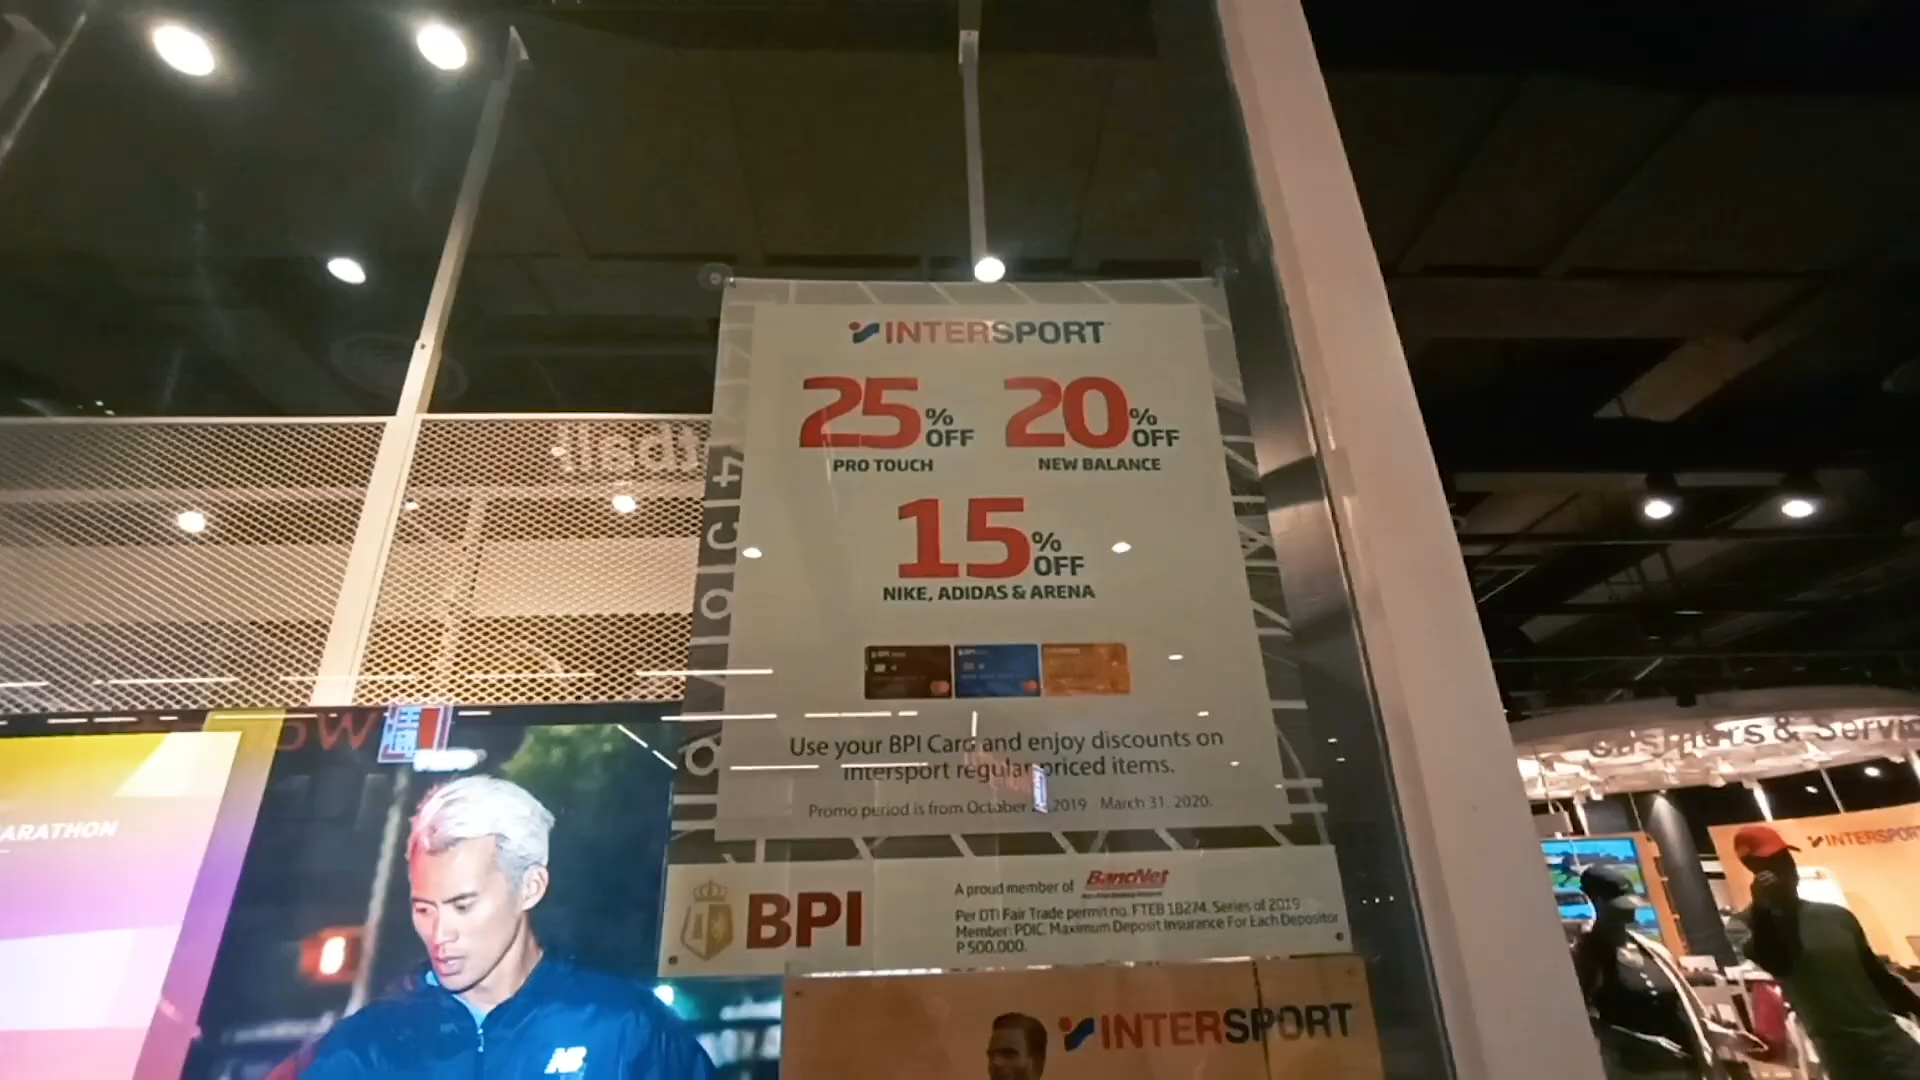 INTERSPORT
25% OFF
PRO TOUCH
20% OFF
NEW BALANCE
15% OFF
NIKE, ADIDAS & ARENA
Use your BPI Card and enjoy discounts on
Intersport regular priced items.
Promo period is from October 2019 March 31, 2020.
BPI
A proud member of BancNet
Per DTI Fair Trade permit no. FTEB 18274. Series of 2019
Member: PDIC. Maximum Deposit Insurance For Each Depositor
P 500,000.
INTERSPORT
ARATHON
NB
& Servic
INTERSPORT